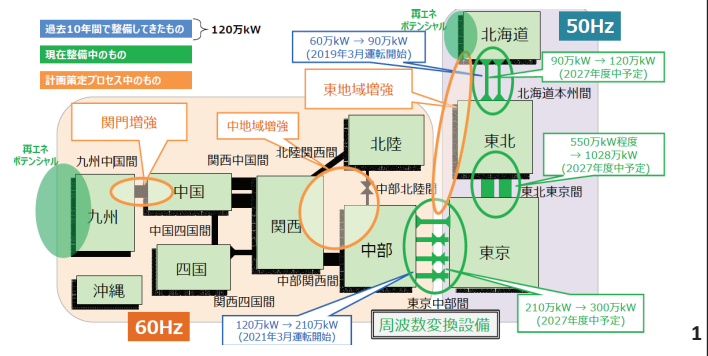 過去10年間で整備してきたもの
120万kW
現在整備中のもの
計画策定プロセス中のもの
60万kW → 90万kW
(2019年3月運転開始)
再エネ
ポテンシャル
北海道
50Hz
90万kW → 120万kW
(2027年度中予定)
北海道本州間
東地域増強
関門増強
中地域増強
北陸関西間
北陸
東北
550万kW程度
→ 1028万kW
(2027年度中予定)
東北東京間
再エネ
ポテンシャル
九州中国間
関西中国間
中国
中部北陸間
九州
中国四国間
関西
中部
東京
四国
沖縄
関西四国間
中部関西間
東京中部間
60Hz
120万kW → 210万kW
(2021年3月運転開始)
周波数変換設備
210万kW → 300万kW
(2027年度中予定)
1